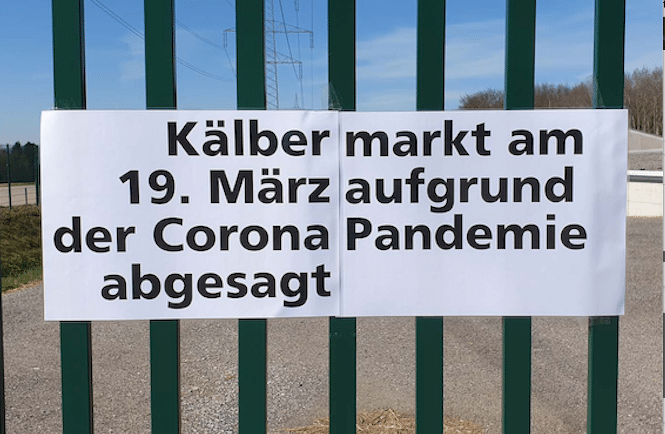 Kälber markt am
19. März aufgrund
der Corona Pandemie
abgesagt